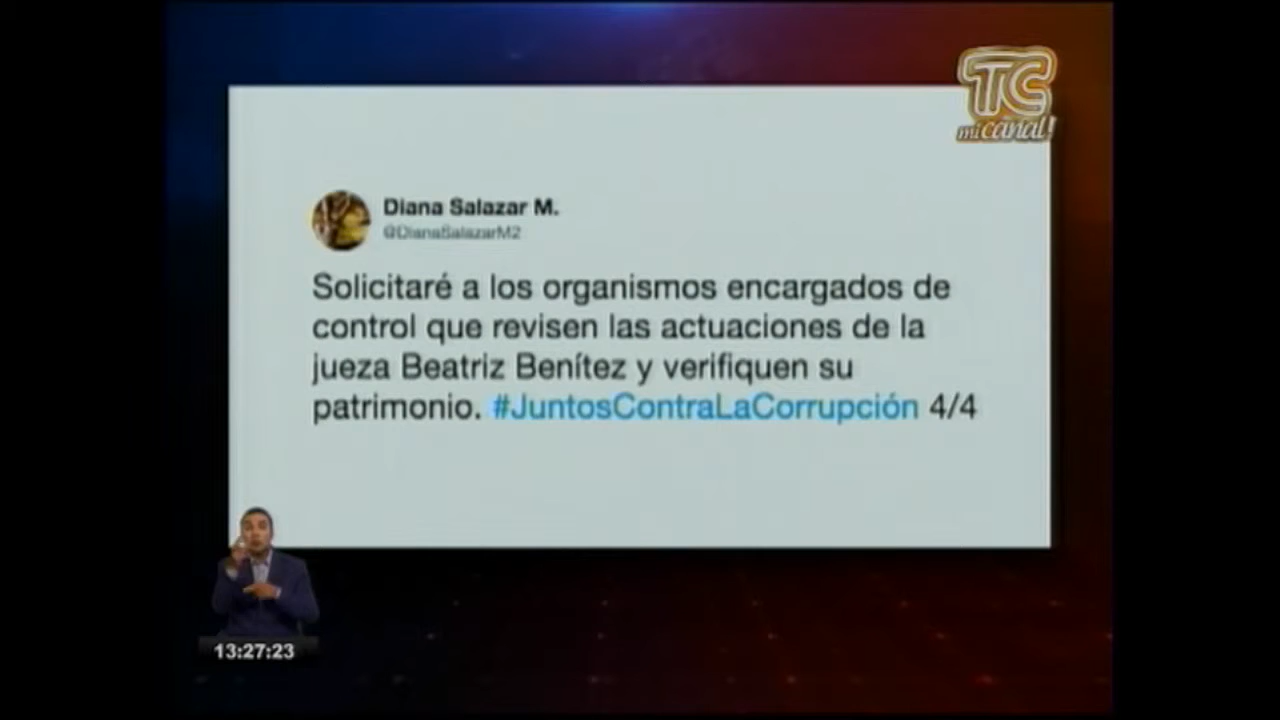 TC
mi canal!
Diana Salazar M.
@DianaSalazarM2
Solicitaré a los organismos encargados de
control que revisen las actuaciones de la
jueza Beatriz Benítez y verifiquen su
patrimonio. #JuntosContraLaCorrupción 4/4
13:27:23